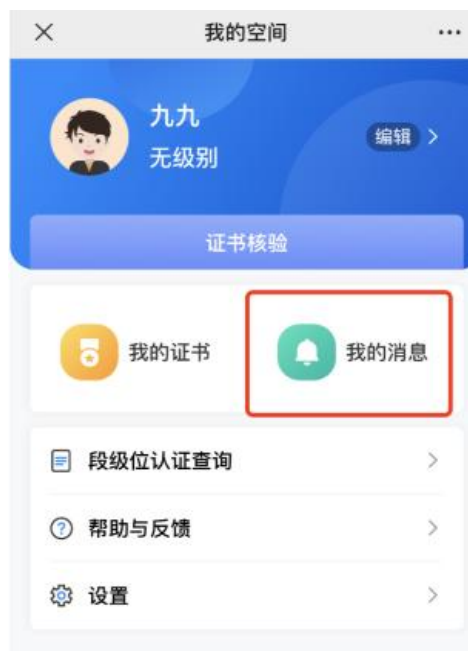 我的空间
九九
编辑
无级别
证书核验
我的证书
我的消息
段级位认证查询
帮助与反馈
设置